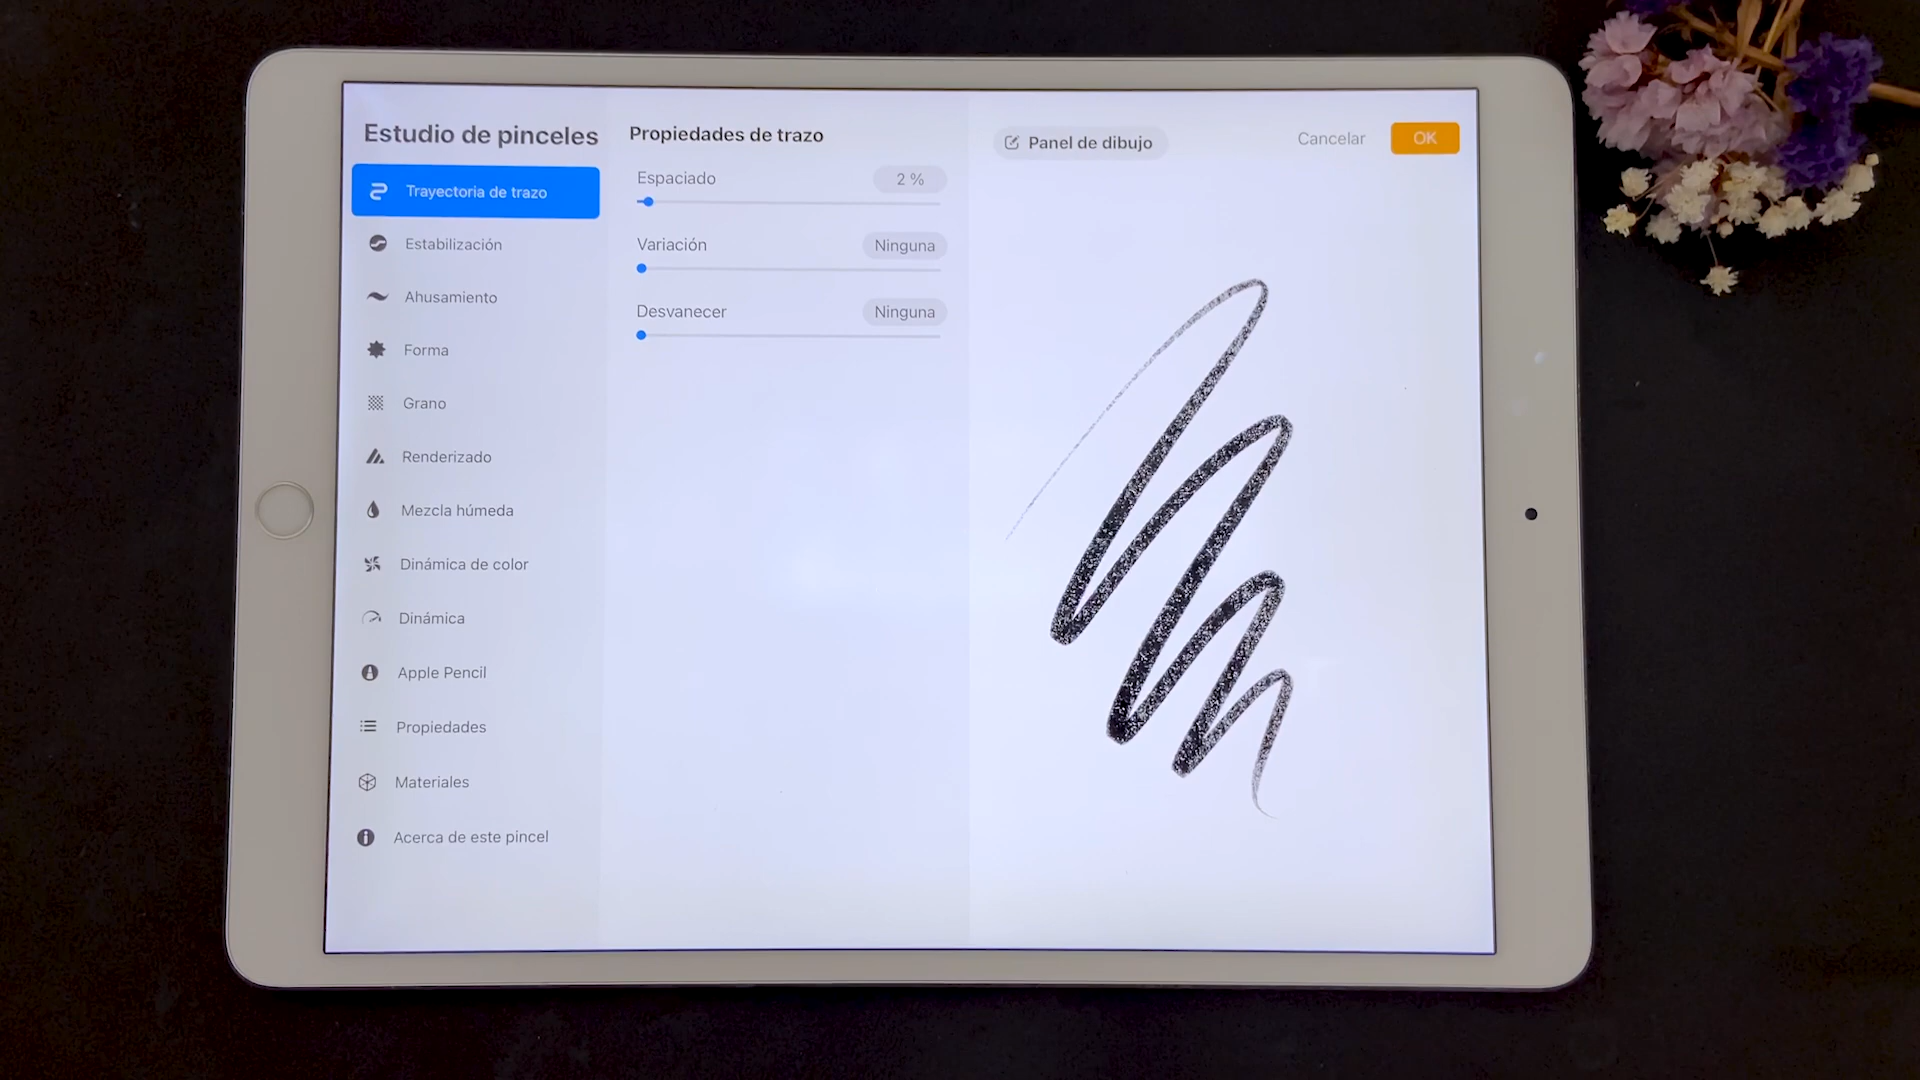 Estudio de pinceles
Trayectoria de trazo
Estabilización
Ahusamiento
Forma
Grano
Renderizado
Mezcla húmeda
Dinámica de color
Dinámica
Apple Pencil
Propiedades
Materiales
Acerca de este pincel
Propiedades de trazo
Espaciado 2 %
Variación Ninguna
Desvanecer Ninguna
Panel de dibujo
Cancelar
OK